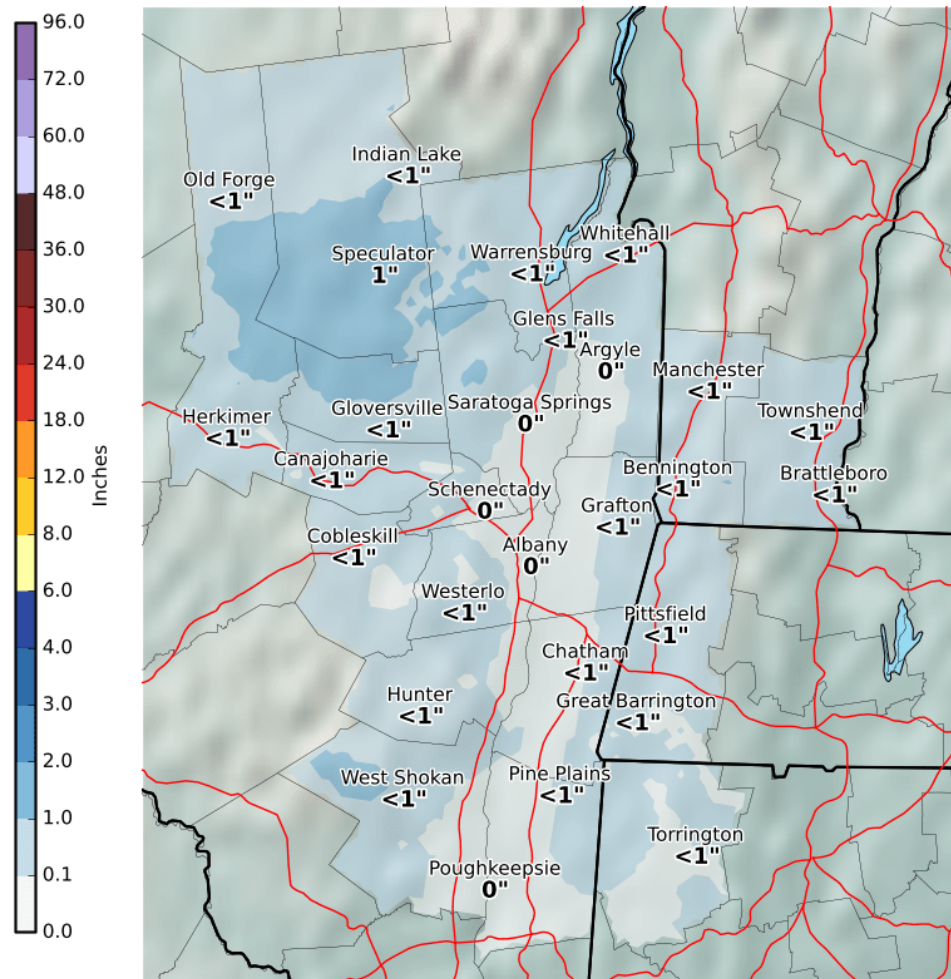 96.0
72.0
60.0
48.0
36.0
30.0
24.0
18.0
12.0
8.0
6.0
4.0
3.0
2.0
1.0
0.1
0.0
Inches
Indian Lake
<1"
Old Forge
<1"
Whitehall
<1"
Speculator
1"
Warrensburg
<1"
Glens Falls
<1"
Argyle
0"
Manchester
<1"
Saratoga Springs
0"
Gloversville
<1"
Townshend
<1"
Herkimer
<1"
Canajoharie
<1"
Bennington
<1"
Brattleboro
<1"
Schenectady
0"
Grafton
<1"
Cobleskill
<1"
Albany
0"
Westerlo
<1"
Pittsfield
<1"
Chatham
<1"
Hunter
<1"
Great Barrington
<1"
West Shokan
<1"
Pine Plains
<1"
Torrington
<1"
Poughkeepsie
0"